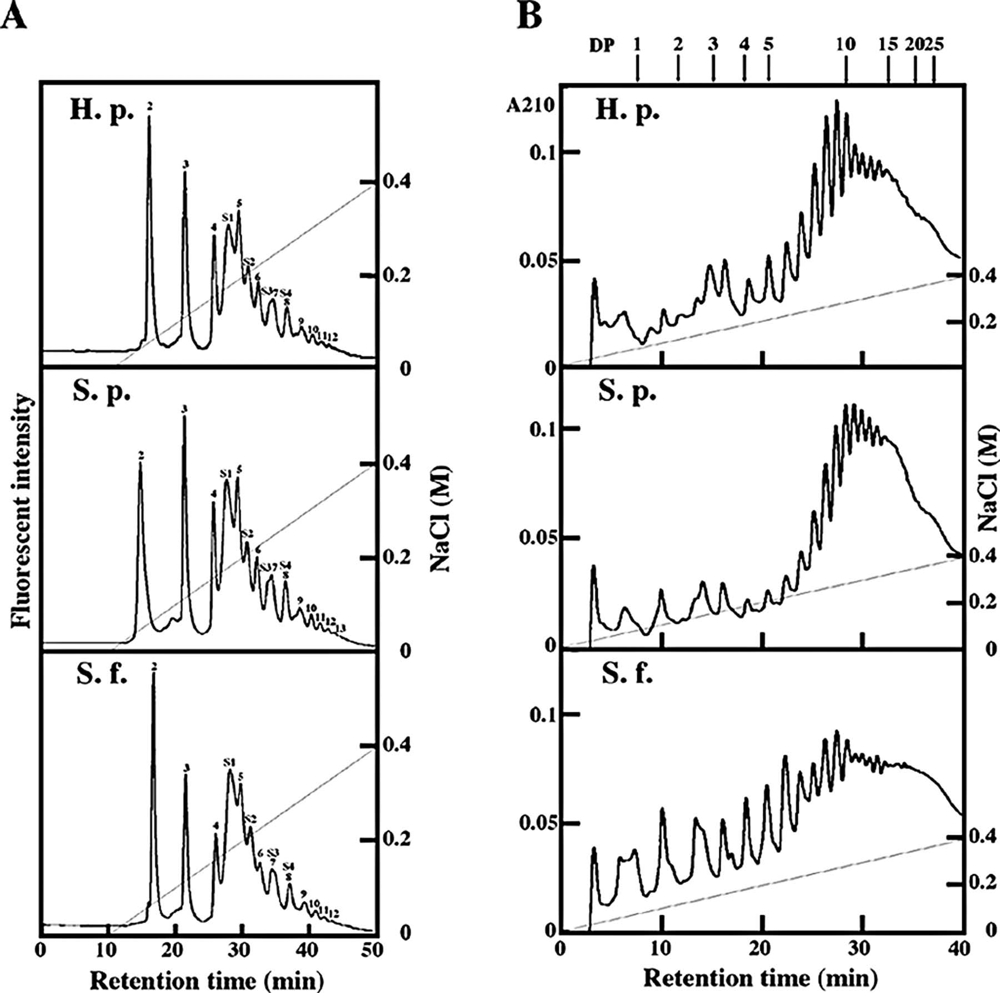 A
H. p.
2
3
4
S1
5
S2
6
S37
S4
8
9
10
11
12
0.4
0.2
0
S. p.
2
3
4
S1
5
S2
6
S37
S4
8
9
10
11
12
13
0.4
0.2
0
S. f.
2
3
4
S1
5
S2
6
S3
7
S4
8
9
10
11
12
0.4
0.2
0
0 10 20 30 40 50
Retention time (min)
Fluorescent intensity
NaCl (M)
B
DP 1 2 3 4 5 10 15 20 25
A210
H. p.
0.1
0.05
0
0.4
0.2
S. p.
0.1
0.05
0
0.4
0.2
0
S. f.
0.1
0.05
0
0.4
0.2
0
0 10 20 30 40
Retention time (min)
NaCl (M)